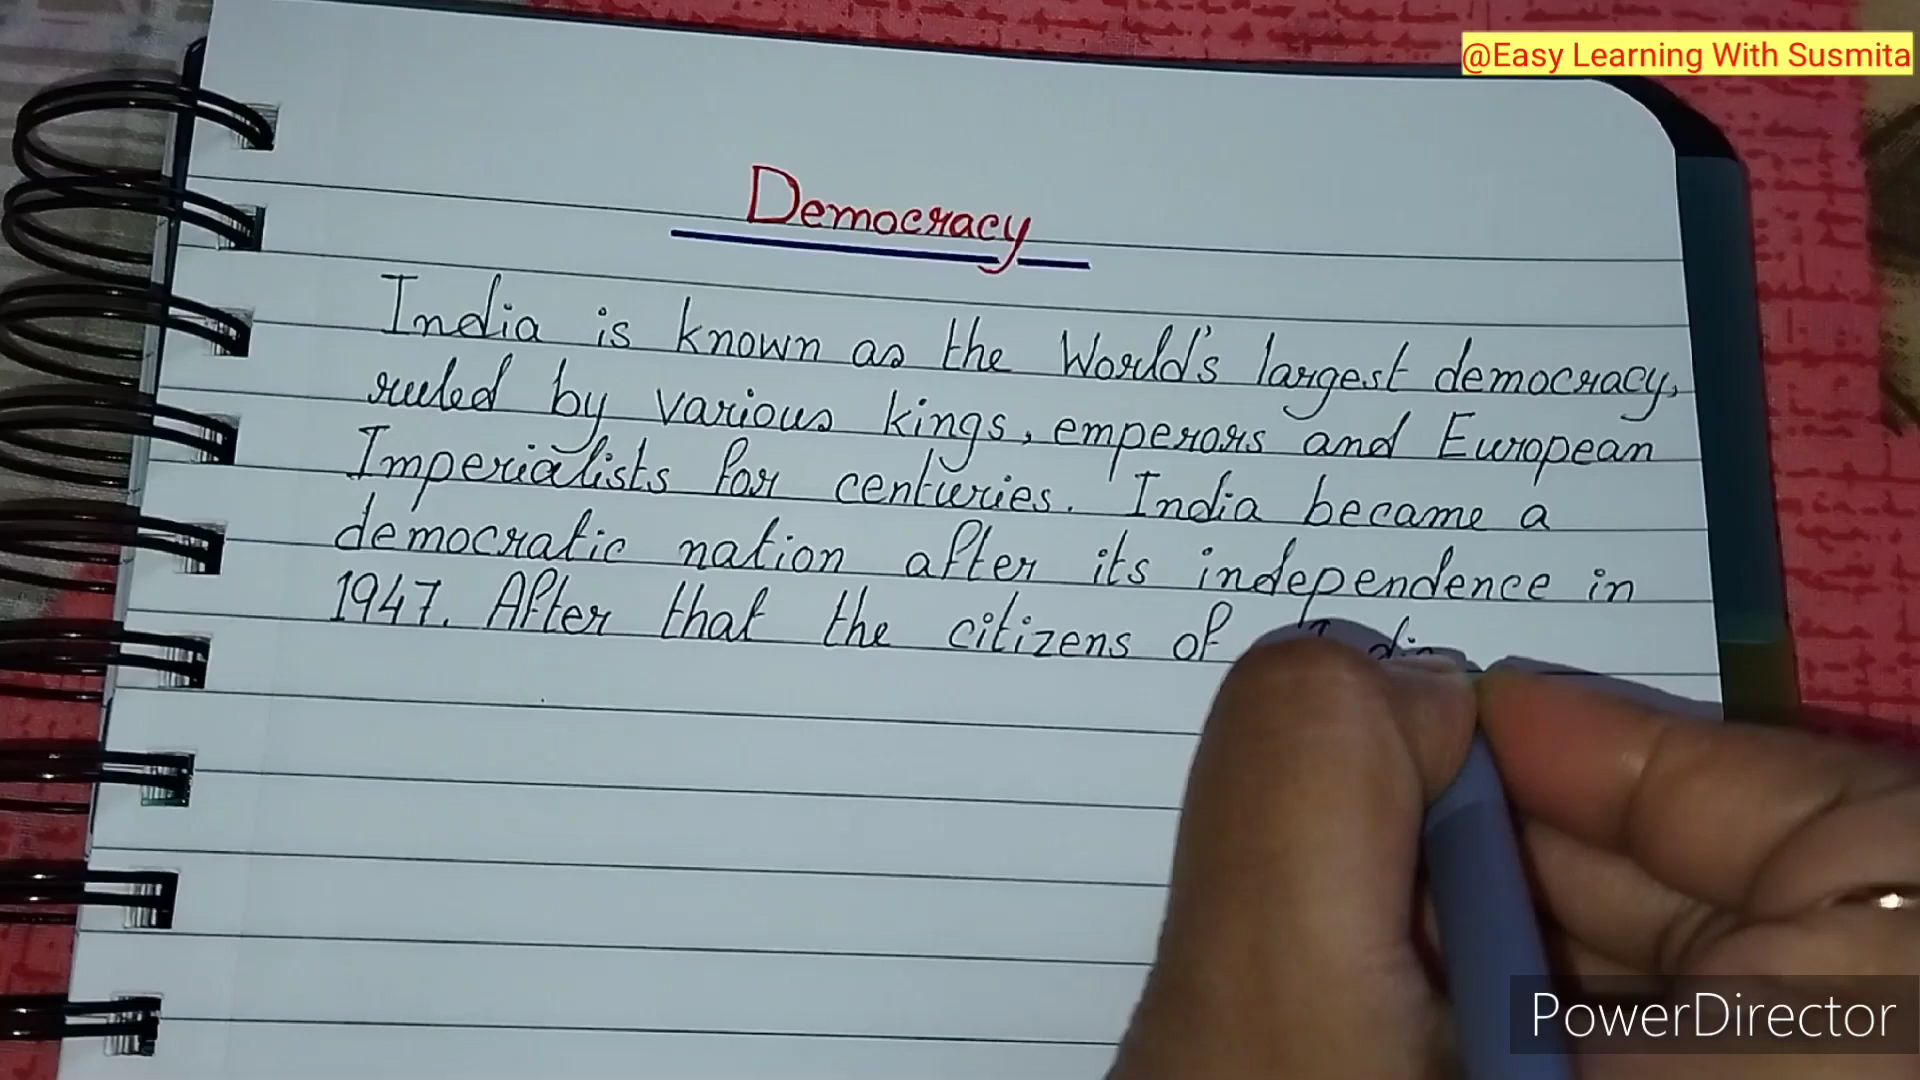 @Easy Learning With Susmita
Democracy
India is known as the World's largest democracy,
ruled by various kings, emperors and European
Imperialists for centuries. India became a
democratic nation after its independence in
1947. After that the citizens of
PowerDirector